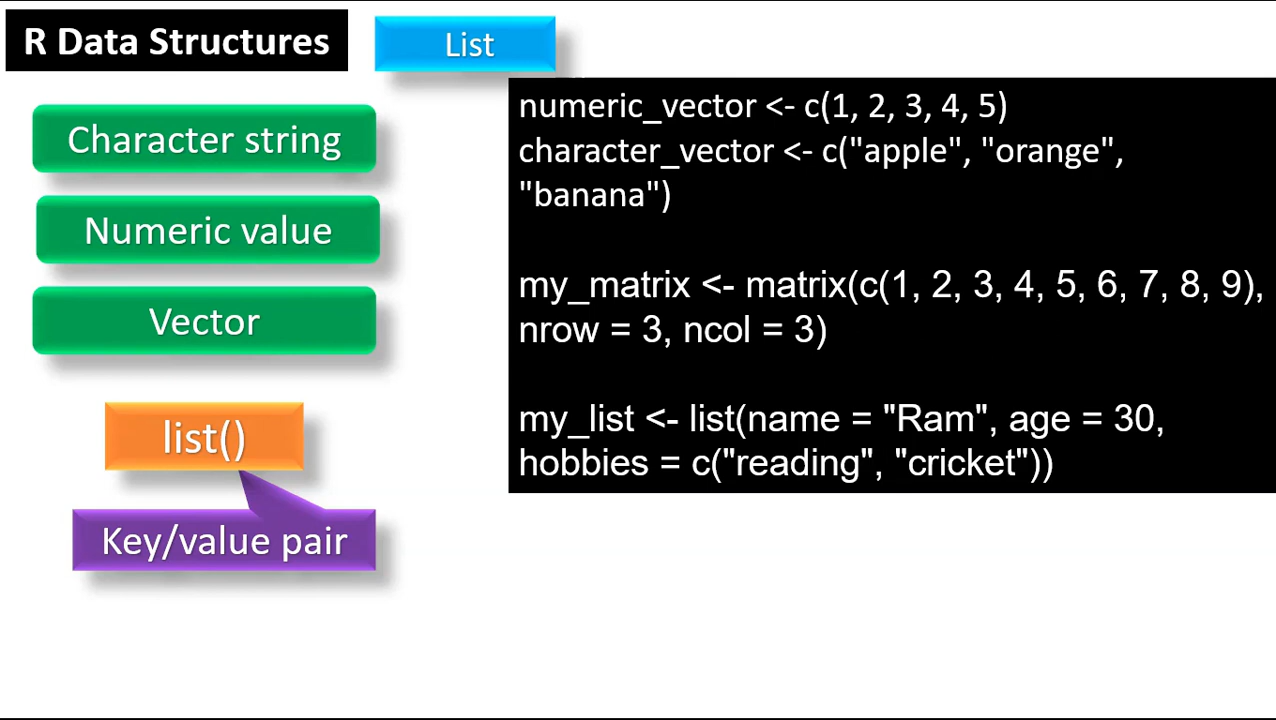 R Data Structures
List
Character string
Numeric value
Vector
list()
Key/value pair
numeric_vector <- c(1, 2, 3, 4, 5)
character_vector <- c("apple", "orange",
"banana")
my_matrix <- matrix(c(1, 2, 3, 4, 5, 6, 7, 8, 9),
nrow = 3, ncol = 3)
my_list <- list(name = "Ram", age = 30,
hobbies = c("reading", "cricket"))